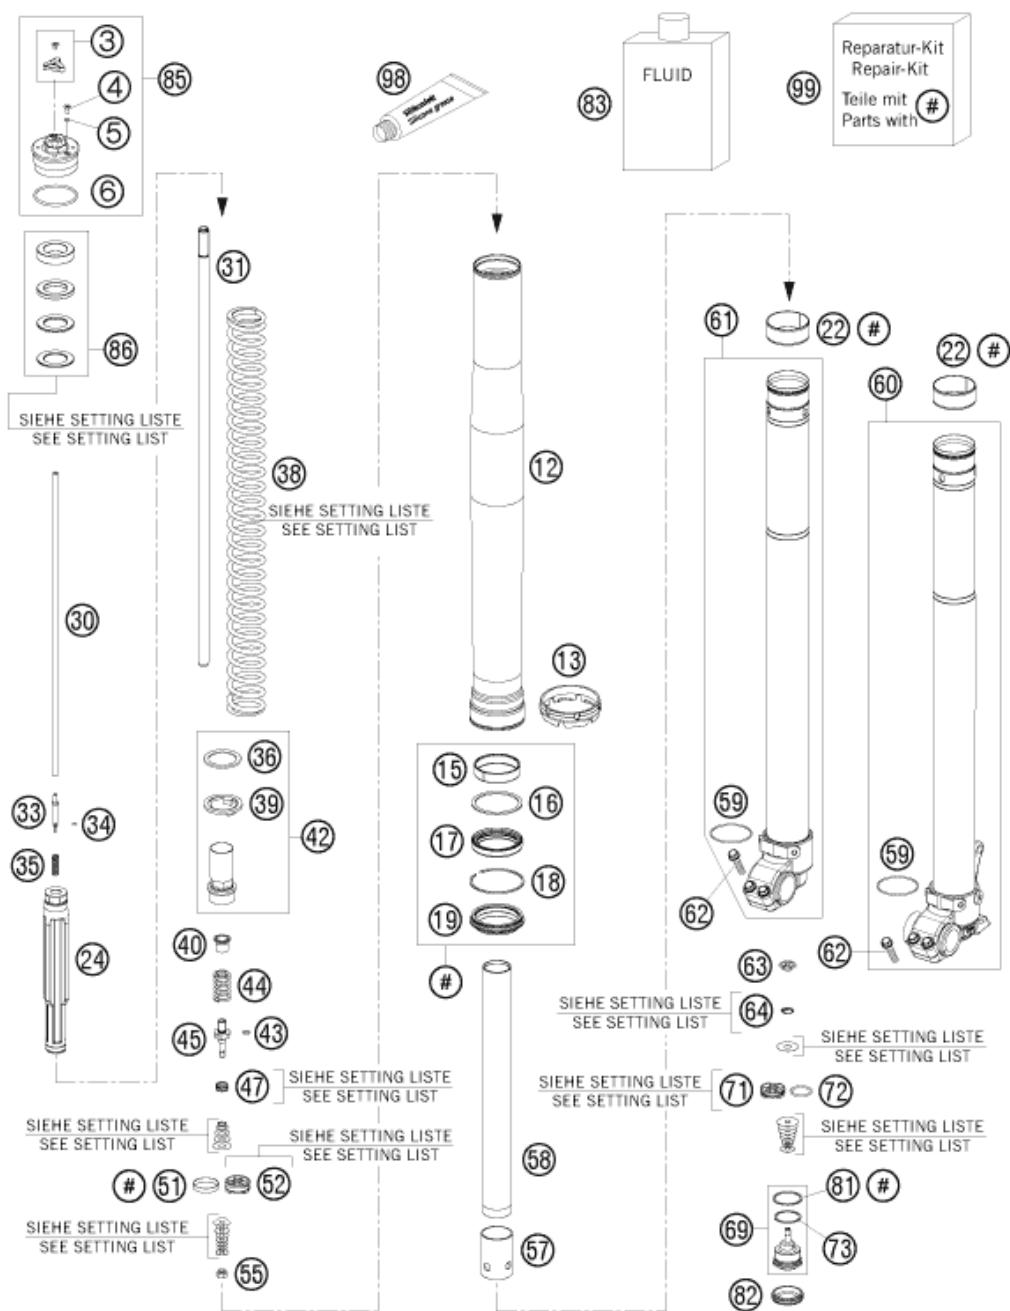 3
85
4
5
6
98
Silicone grease
83
FLUID
99
Reparatur-Kit
Repair-Kit
Teile mit
Parts with #
86
SIEHE SETTING LISTE
SEE SETTING LIST
31
38
SIEHE SETTING LISTE
SEE SETTING LIST
12
13
61
22 #
22 #
60
30
33
34
35
24
36
39
42
40
44
45
43
47
SIEHE SETTING LISTE
SEE SETTING LIST
SIEHE SETTING LISTE
SEE SETTING LIST
SIEHE SETTING LISTE
SEE SETTING LIST
# 51
52
SIEHE SETTING LISTE
SEE SETTING LIST
55
15
16
17
18
19
#
58
57
59
62
59
62
63
SIEHE SETTING LISTE
SEE SETTING LIST
64
SIEHE SETTING LISTE
SEE SETTING LIST
SIEHE SETTING LISTE
SEE SETTING LIST
71
72
SIEHE SETTING LISTE
SEE SETTING LIST
81 #
69
73
82